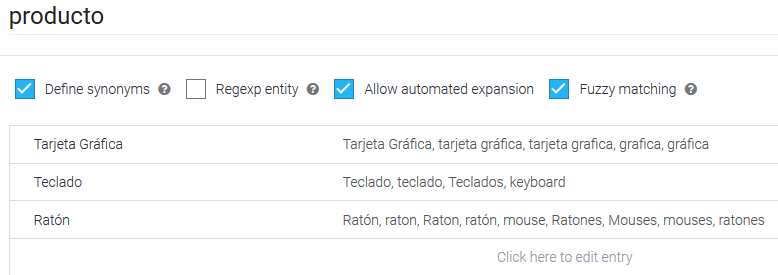 producto
Define synonyms ? Regexp entity ? Allow automated expansion Fuzzy matching ?
Tarjeta Gráfica Tarjeta Gráfica, tarjeta gráfica, tarjeta grafica, grafica, gráfica
Teclado Teclado, teclado, Teclados, keyboard
Ratón Ratón, raton, Raton, ratón, mouse, Ratones, Mouses, mouses, ratones
Click here to edit entry